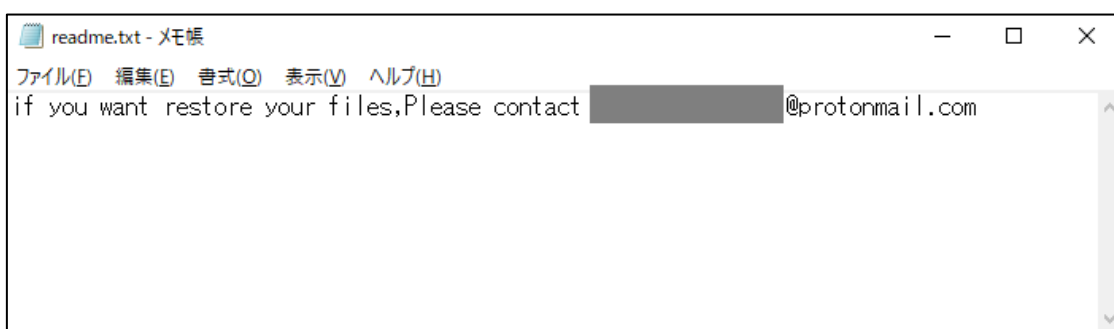 readme.txt - メモ帳
ファイル(F) 編集(E) 書式(O) 表示(V) ヘルプ(H)
if you want restore your files,Please contact @protonmail.com